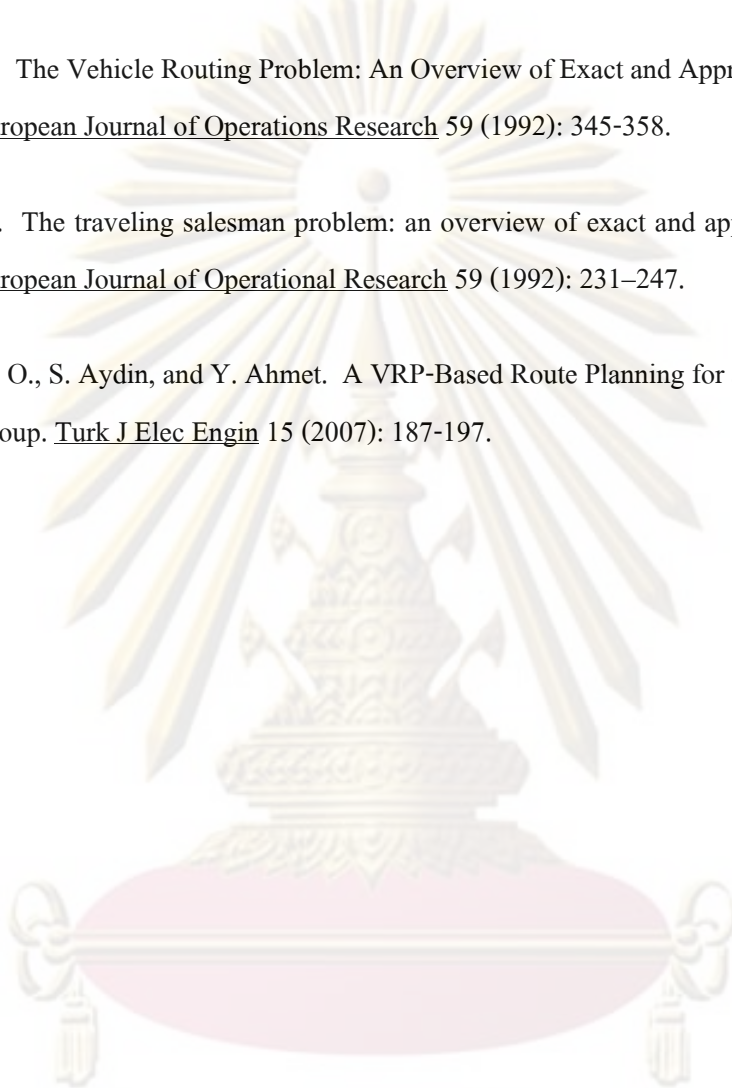 The Vehicle Routing Problem: An Overview of Exact and Appr
ropean Journal of Operations Research 59 (1992): 345-358.
. The traveling salesman problem: an overview of exact and app
ropean Journal of Operational Research 59 (1992): 231–247.
O., S. Aydin, and Y. Ahmet. A VRP-Based Route Planning for
oup. Turk J Elec Engin 15 (2007): 187-197.